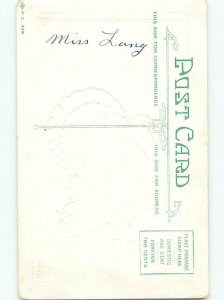 Miss Lang
THIS SIDE FOR CORRESPONDENCE.
POST CARD
THIS SIDE FOR ADDRESS
PLACE POSTAGE
STAMP HERE
DOMESTIC
ONE CENT
FOREIGN
TWO CENTS